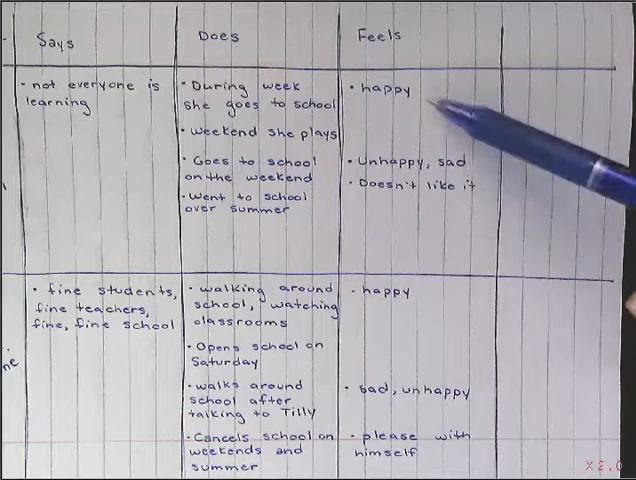 Says
Does
Feels
• not everyone is
learning
• During week
she goes to school
• weekend she plays
• Goes to school
on the weekend
• went to school
over summer
• happy
• Unhappy, sad
• Doesn't like it
• fine students,
fine teachers,
fine, fine school
• walking around
school, watching
classrooms
• Opens school on
Saturday
• walks around
school after
talking to Tilly
• Cancels school on
weekends and
summer
• happy
• sad, unhappy
• please with
himself
ne
X2.0